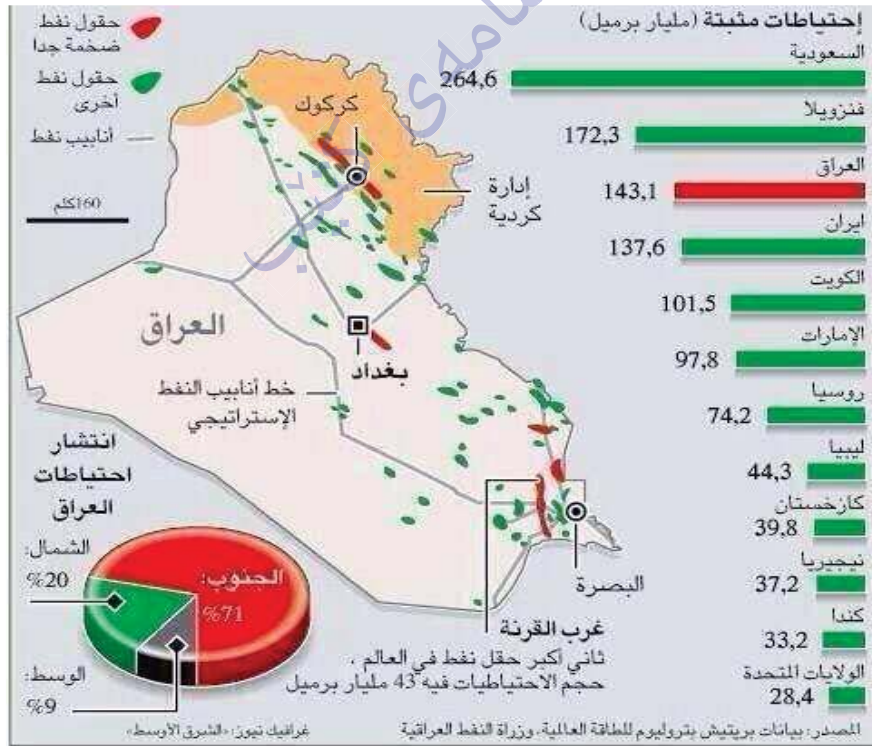 إحتياطات مثبتة (مليار برميل)
السعودية
264,6
فنزويلا
172,3
العراق
143,1
ايران
137,6
الكويت
101,5
الإمارات
97,8
روسيا
74,2
ليبيا
44,3
كازخستان
39,8
نيجيريا
37,2
كندا
33,2
الولايات المتحدة
28,4
حقول نفط
ضخمة جدا
حقول نفط
أخرى
أنابيب نفط
160كلم
كركوك
إدارة
كردية
العراق
بغداد
خط أنابيب النفط
الإستراتيجي
البصرة
غرب القرنة
ثاني أكبر حقل نفط في العالم ،
حجم الاحتياطيات فيه 43 مليار برميل
انتشار
احتياطات
العراق
الشمال:
%20
الجنوب:
%71
الوسط:
%9
المصدر: بيانات بريتيش بتروليوم للطاقة العالمية، وزراة النفط العراقية
غرافيك نيوز: «الشرق الأوسط»